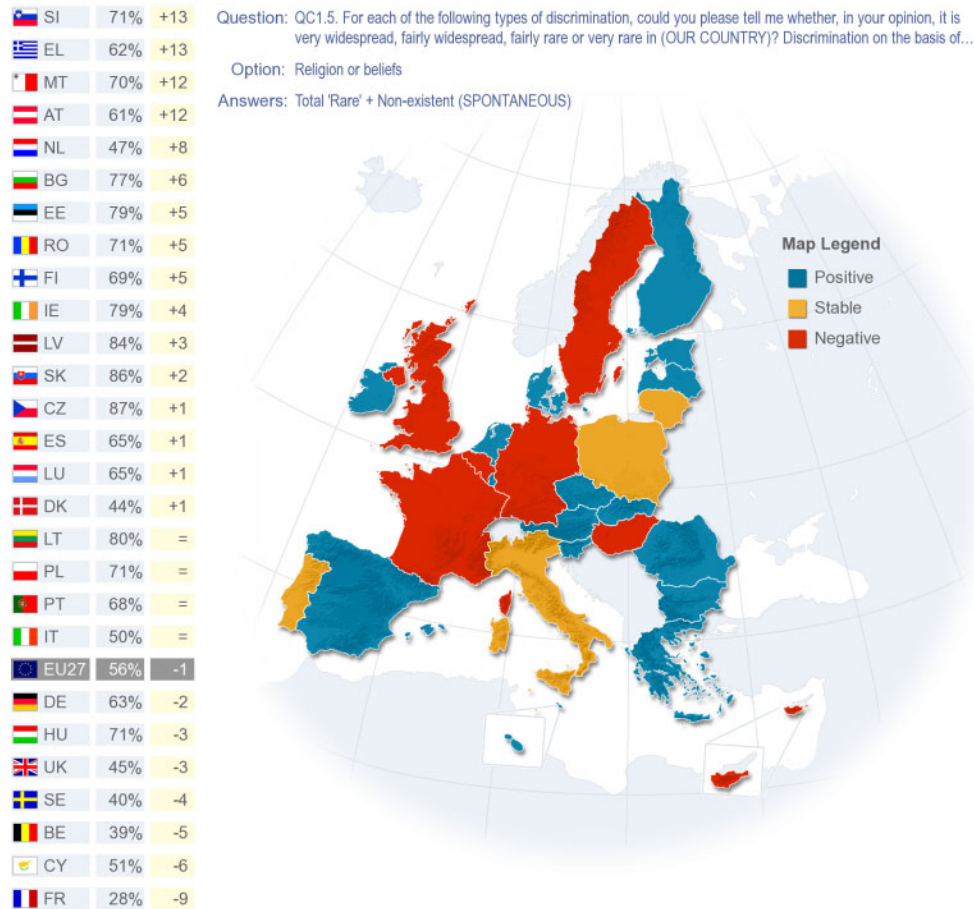 Question: QC1.5. For each of the following types of discrimination, could you please tell me whether, in your opinion, it is
very widespread, fairly widespread, fairly rare or very rare in (OUR COUNTRY)? Discrimination on the basis of...
Option: Religion or beliefs
Answers: Total 'Rare' + Non-existent (SPONTANEOUS)
SI 71% +13
EL 62% +13
MT 70% +12
AT 61% +12
NL 47% +8
BG 77% +6
EE 79% +5
RO 71% +5
FI 69% +5
IE 79% +4
LV 84% +3
SK 86% +2
CZ 87% +1
ES 65% +1
LU 65% +1
DK 44% +1
LT 80% =
PL 71% =
PT 68% =
IT 50% =
EU27 56% -1
DE 63% -2
HU 71% -3
UK 45% -3
SE 40% -4
BE 39% -5
CY 51% -6
FR 28% -9
Map Legend
Positive
Stable
Negative